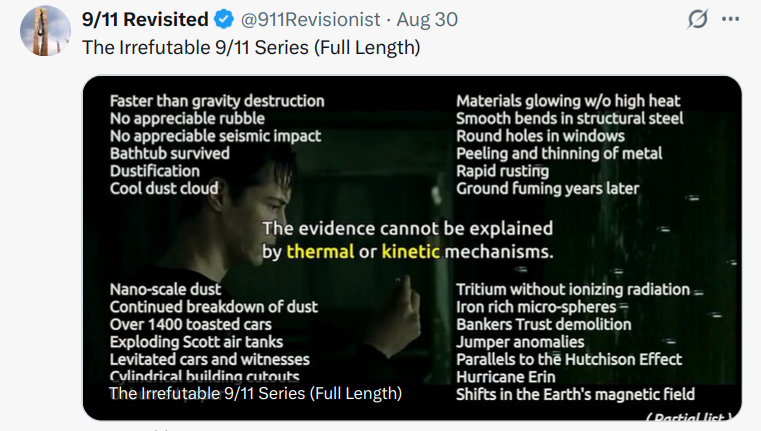 9/11 Revisited @911Revisionist · Aug 30
The Irrefutable 9/11 Series (Full Length)
Faster than gravity destruction
No appreciable rubble
No appreciable seismic impact
Bathtub survived
Dustification
Cool dust cloud
Materials glowing w/o high heat
Smooth bends in structural steel
Round holes in windows
Peeling and thinning of metal
Rapid rusting
Ground fuming years later
The evidence cannot be explained
by thermal or kinetic mechanisms.
Nano-scale dust
Continued breakdown of dust
Over 1400 toasted cars
Exploding Scott air tanks
Levitated cars and witnesses
Cylindrical building cutouts
Tritium without ionizing radiation
Iron rich micro-spheres
Bankers Trust demolition
Jumper anomalies
Parallels to the Hutchison Effect
Hurricane Erin
Shifts in the Earth's magnetic field
The Irrefutable 9/11 Series (Full Length)
(Partial list)